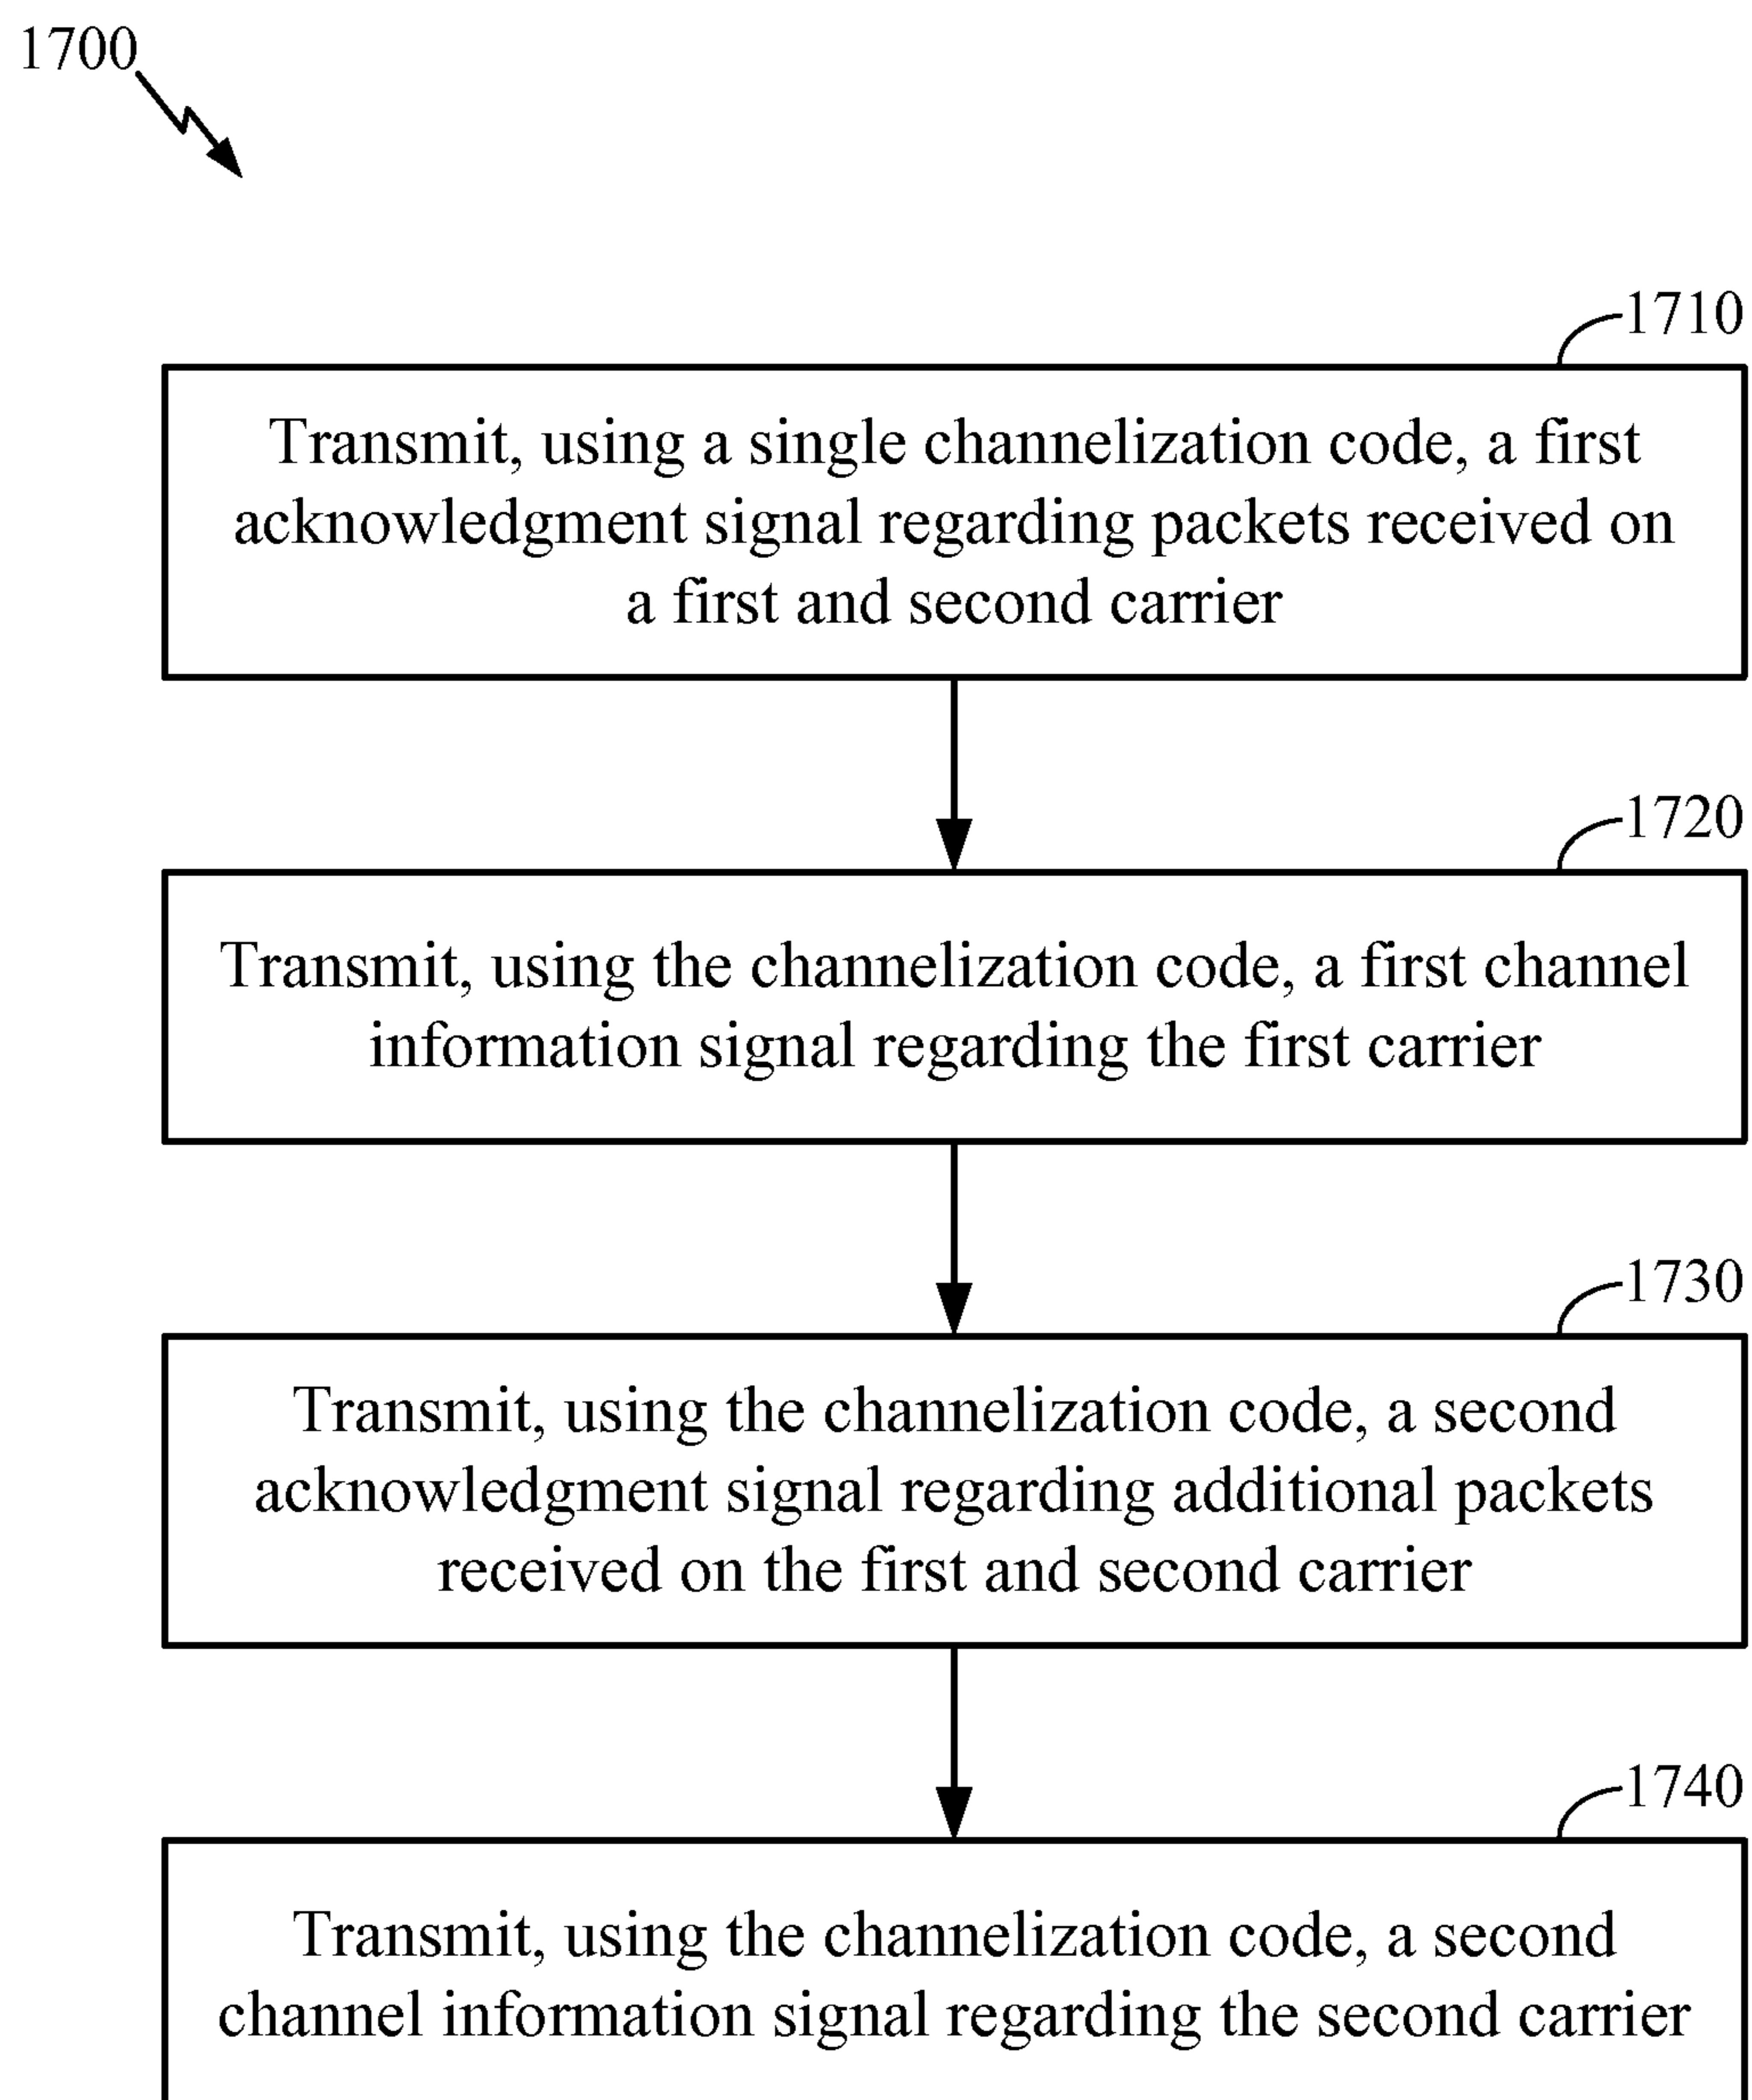 1700
1710
Transmit, using a single channelization code, a first
acknowledgment signal regarding packets received on
a first and second carrier
1720
Transmit, using the channelization code, a first channel
information signal regarding the first carrier
1730
Transmit, using the channelization code, a second
acknowledgment signal regarding additional packets
received on the first and second carrier
1740
Transmit, using the channelization code, a second
channel information signal regarding the second carrier